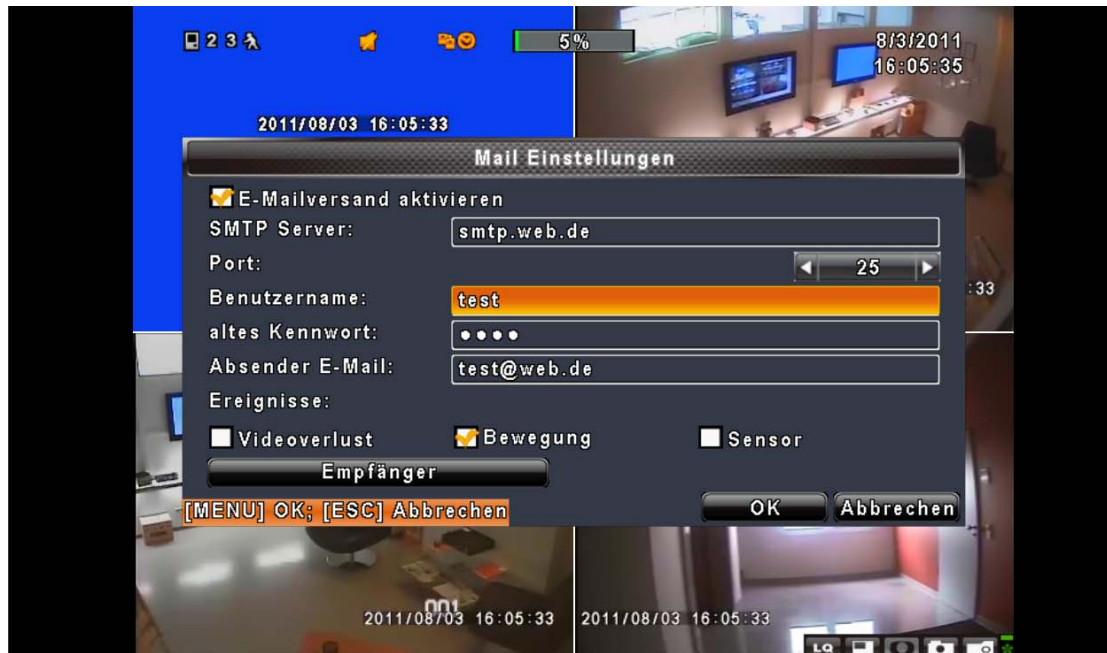 2 3
5%
8/3/2011
16:05:35
2011/08/03 16:05:33
Mail Einstellungen
E-Mailversand aktivieren
SMTP Server: smtp.web.de
Port: 25
:33
Benutzername: test
altes Kennwort: ●●●●
Absender E-Mail: test@web.de
Ereignisse:
Videoverlust Bewegung Sensor
Empfänger
[MENU] OK; [ESC] Abbrechen
OK Abbrechen
001
2011/08/03 16:05:33
2011/08/03 16:05:33
LQ